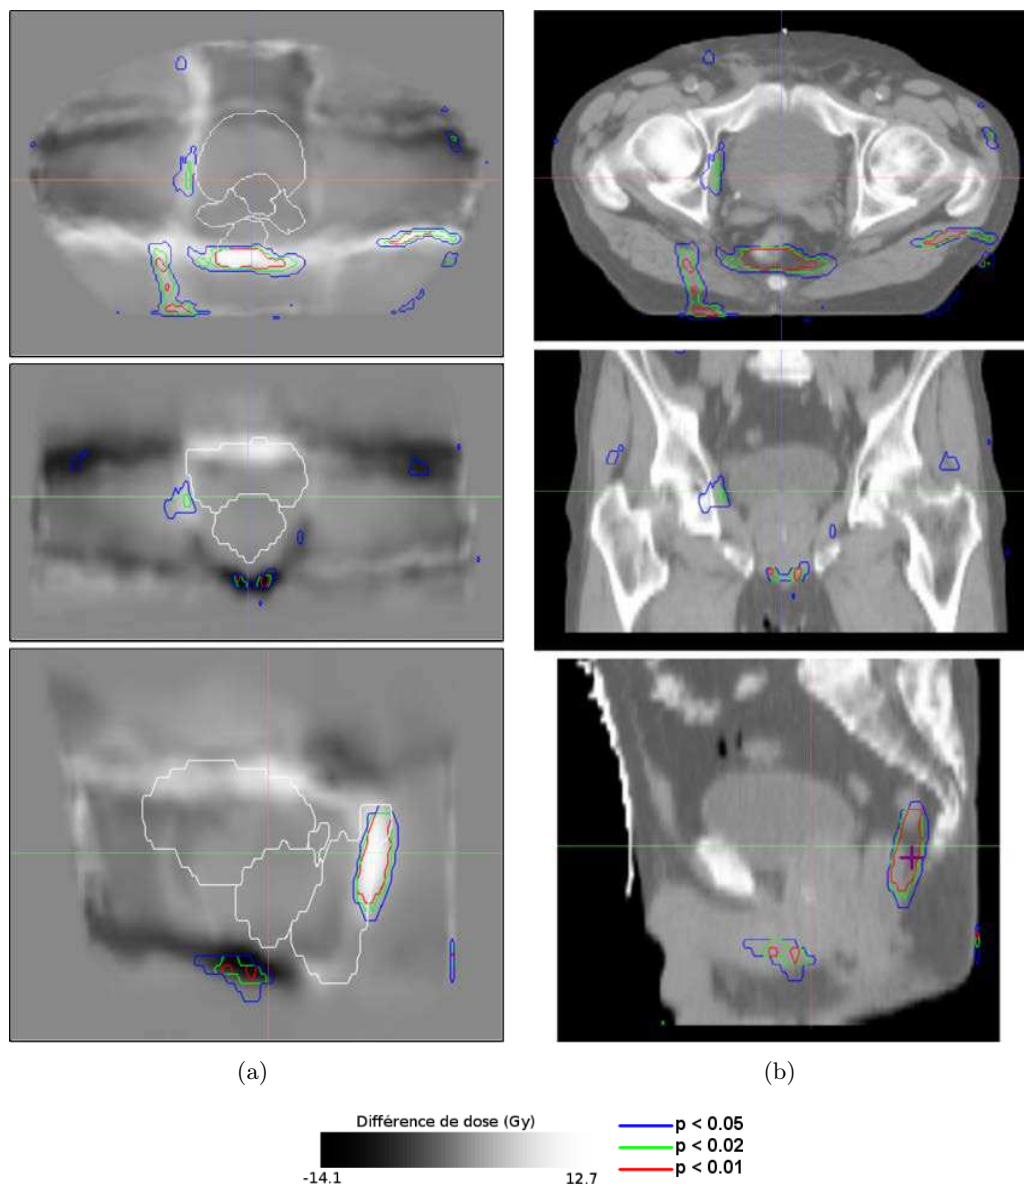 (a)
(b)
Différence de dose (Gy)
-14.1
12.7
p < 0.05
p < 0.02
p < 0.01